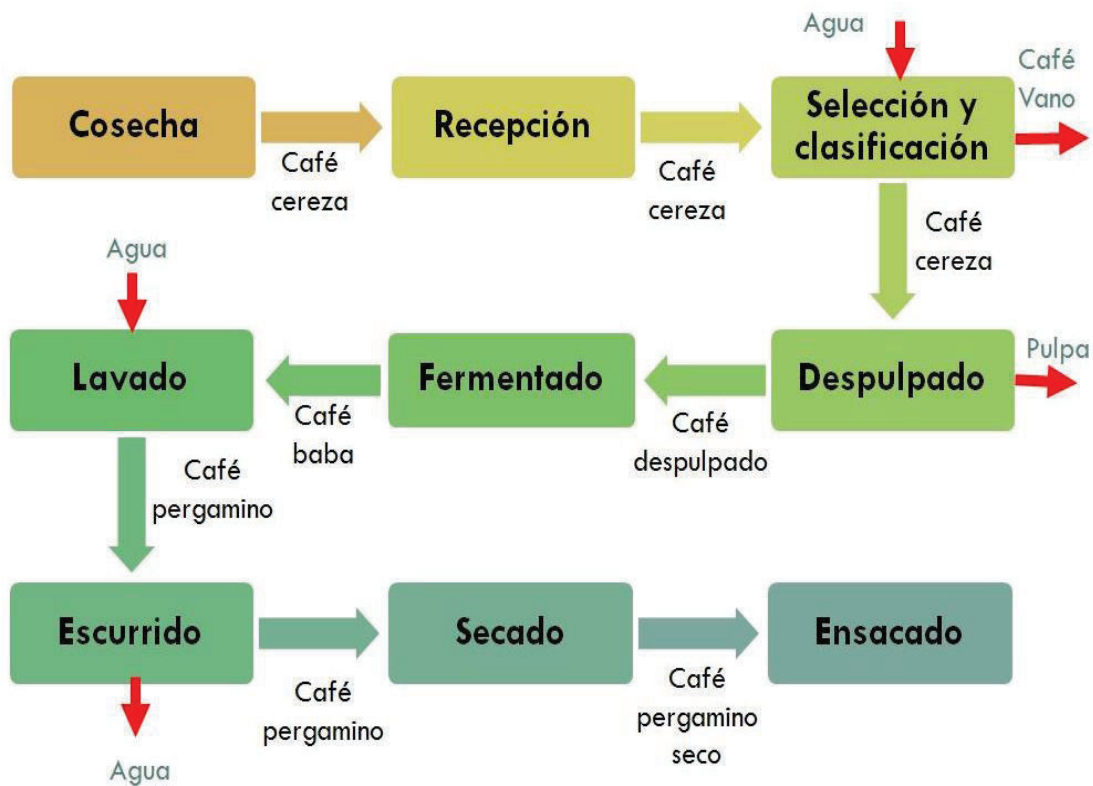 Agua
Café
Vano
Cosecha
Recepción
Selección y
clasificación
Café
cereza
Café
cereza
Café
cereza
Agua
Lavado
Fermentado
Despulpado
Pulpa
Café
baba
Café
despulpado
Café
pergamino
Escurrido
Secado
Ensacado
Café
pergamino
Café
pergamino
seco
Agua